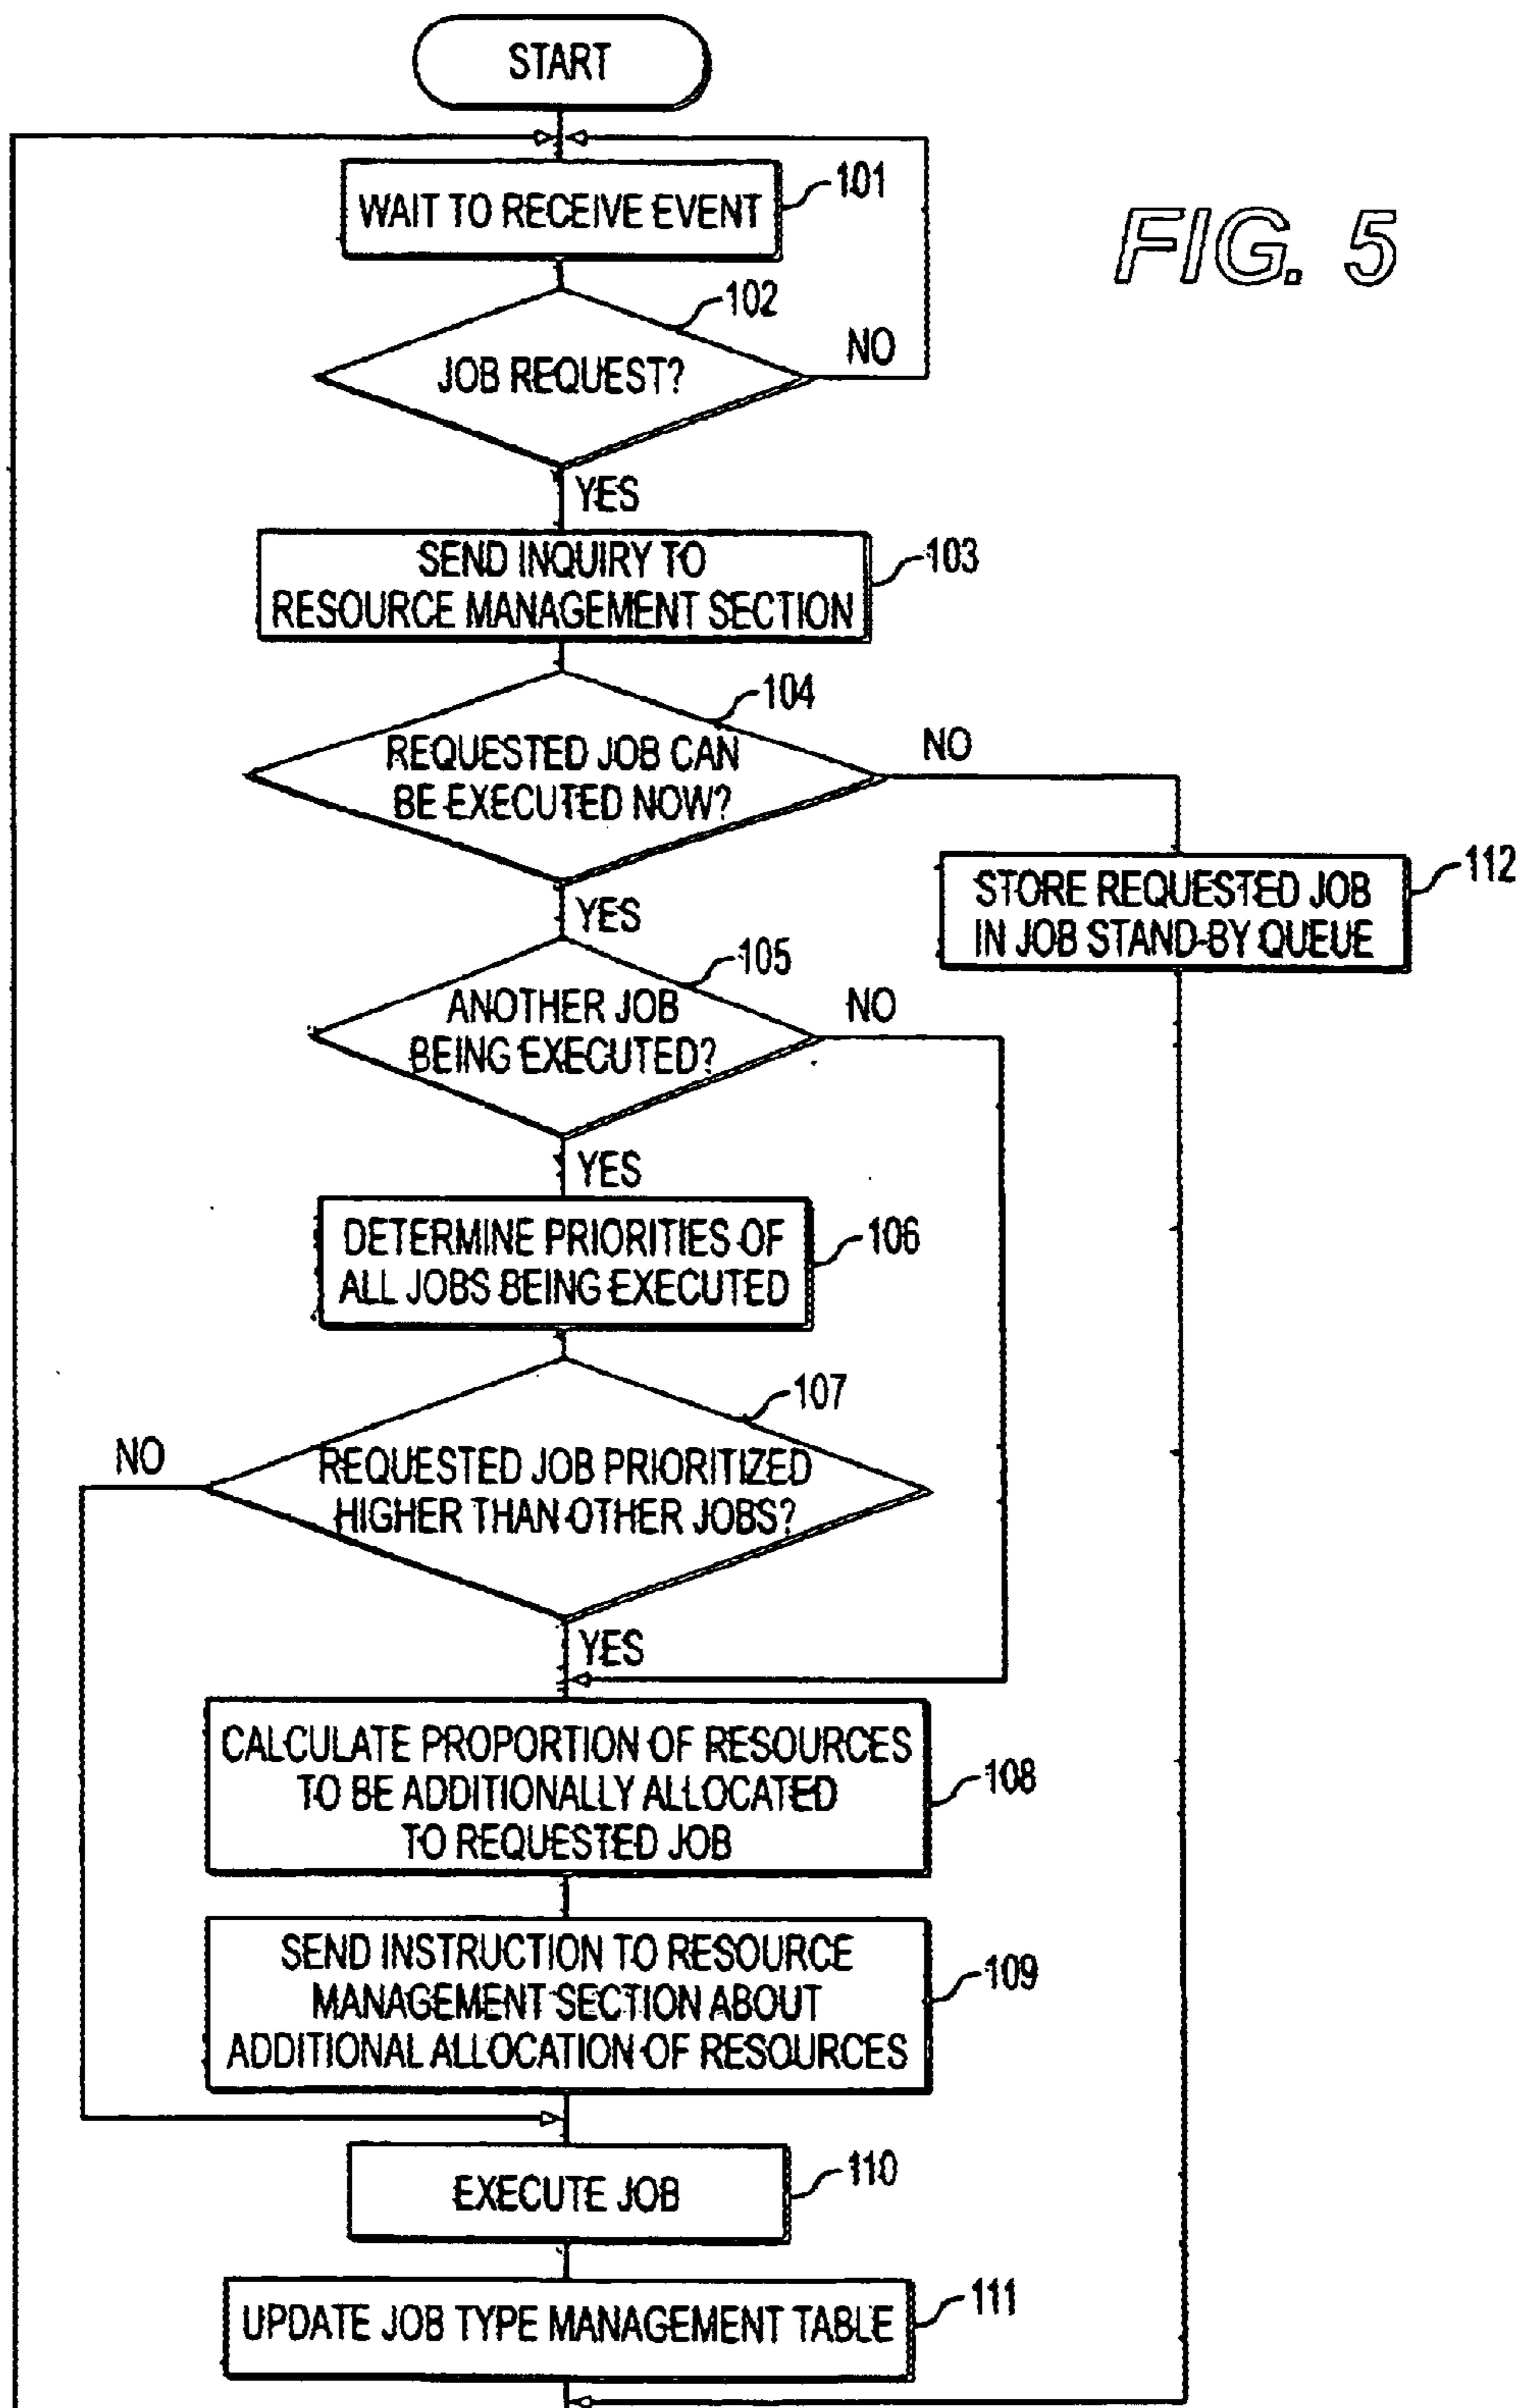 START
101
WAIT TO RECEIVE EVENT
FIG. 5
102
JOB REQUEST?
NO
YES
SEND INQUIRY TO
RESOURCE MANAGEMENT SECTION
103
104
REQUESTED JOB CAN
BE EXECUTED NOW?
NO
YES
112
STORE REQUESTED JOB
IN JOB STAND-BY QUEUE
105
ANOTHER JOB
BEING EXECUTED?
NO
YES
DETERMINE PRIORITIES OF
ALL JOBS BEING EXECUTED
106
107
NO
REQUESTED JOB PRIORITIZED
HIGHER THAN OTHER JOBS?
YES
CALCULATE PROPORTION OF RESOURCES
TO BE ADDITIONALLY ALLOCATED
TO REQUESTED JOB
108
SEND INSTRUCTION TO RESOURCE
MANAGEMENT SECTION ABOUT
ADDITIONAL ALLOCATION OF RESOURCES
109
EXECUTE JOB
110
UPDATE JOB TYPE MANAGEMENT TABLE
111